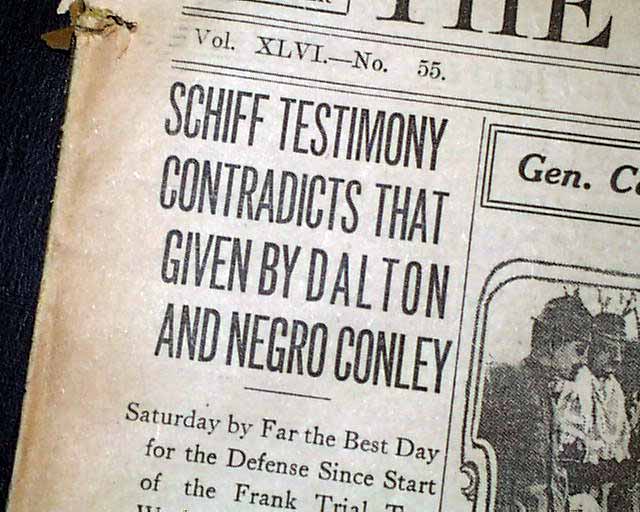 THE
Vol. XLVI.—No. 55.
SCHIFF TESTIMONY
CONTRADICTS THAT
GIVEN BY DALTON
AND NEGRO CONLEY
Saturday by Far the Best Day
for the Defense Since Start
of the Frank Trial
Gen.